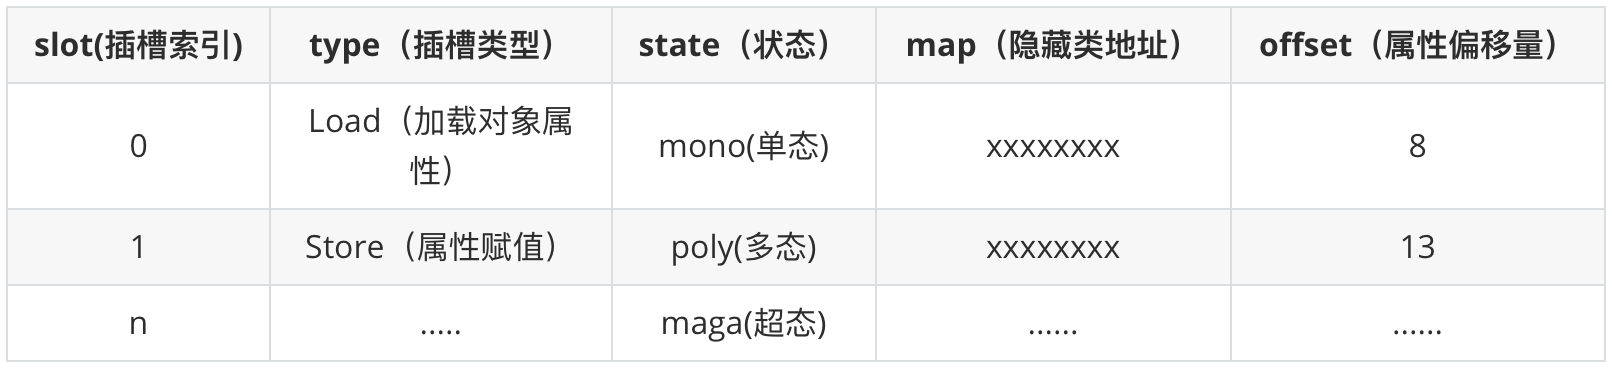 slot(插槽索引) type（插槽类型） state（状态） map（隐藏类地址） offset（属性偏移量）
0 Load（加载对象属
性） mono(单态) xxxxxxxx 8
1 Store（属性赋值） poly(多态) xxxxxxxx 13
n ..... maga(超态) ...... ......